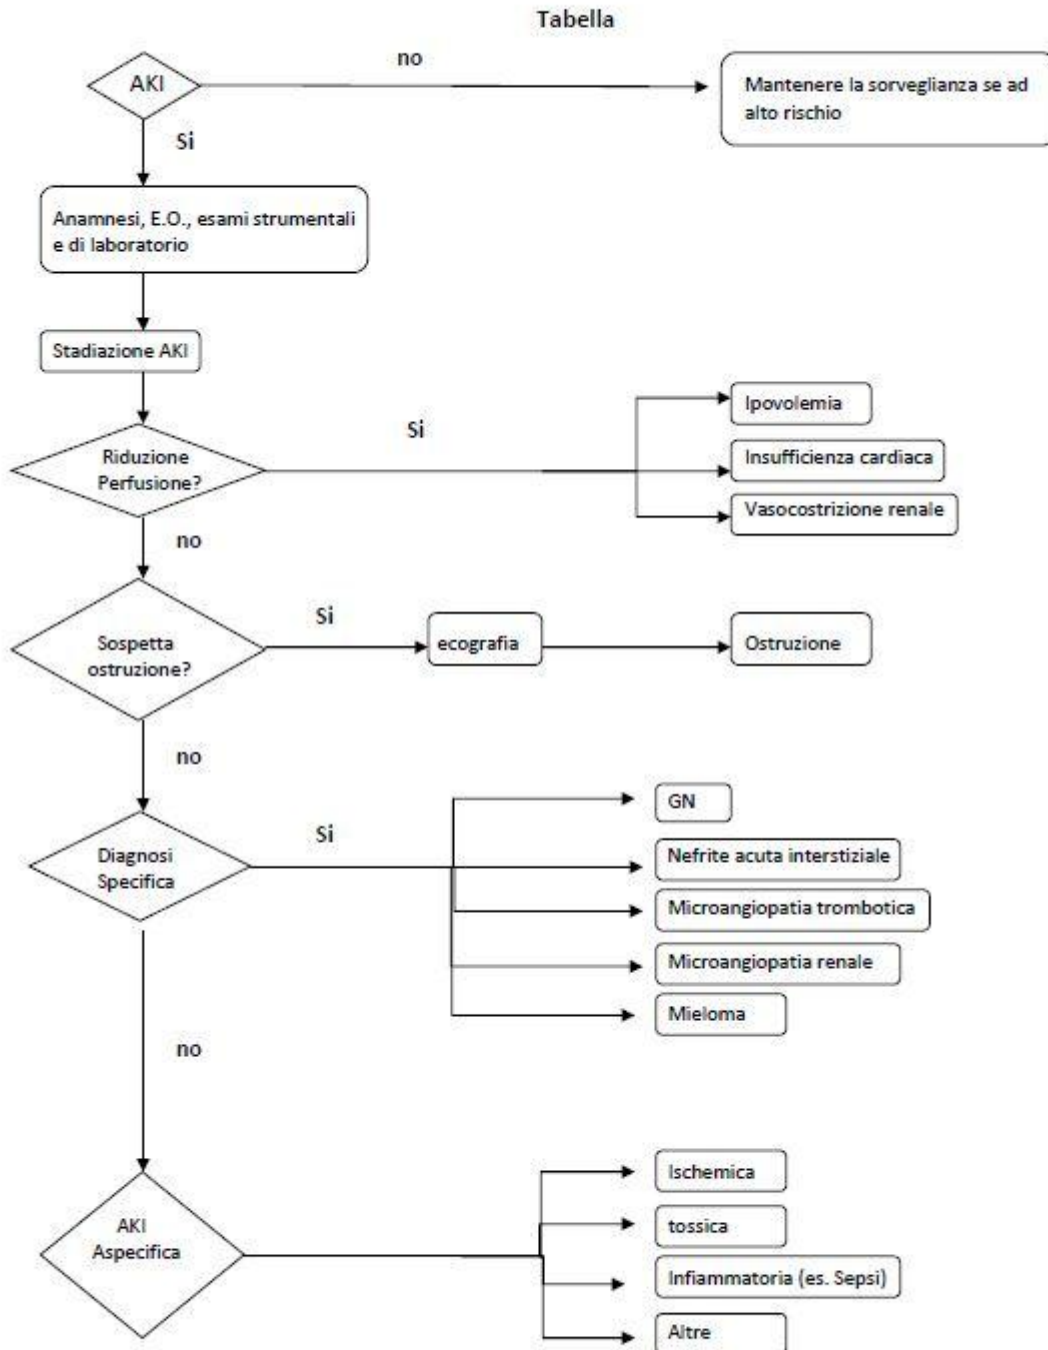 Tabella
AKI
no
Mantenere la sorveglianza se ad
alto rischio
Si
Anamnesi, E.O., esami strumentali
e di laboratorio
Stadiazione AKI
Riduzione
Perfusione?
Si
Ipovolemia
Insufficienza cardiaca
Vasocostrizione renale
no
Sospetta
ostruzione?
Si
ecografia
Ostruzione
no
Diagnosi
Specifica
Si
GN
Nefrite acuta interstiziale
Microangiopatia trombotica
Microangiopatia renale
Mieloma
no
AKI
Aspecifica
Ischemica
tossica
Infiammatoria (es. Sepsi)
Altre